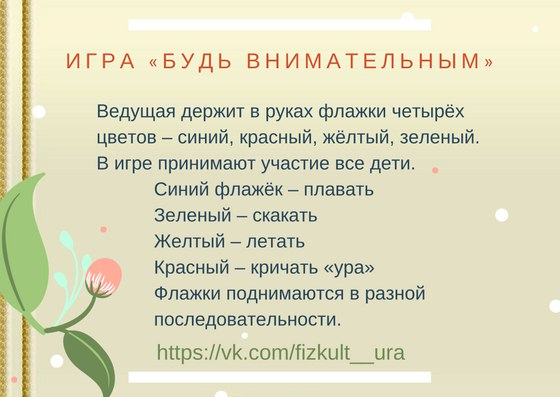 ИГРА «БУДЬ ВНИМАТЕЛЬНЫМ»
Ведущая держит в руках флажки четырёх
цветов – синий, красный, жёлтый, зеленый.
В игре принимают участие все дети.
Синий флажёк – плавать
Зеленый – скакать
Желтый – летать
Красный – кричать «ура»
Флажки поднимаются в разной
последовательности.
https://vk.com/fizkult__ura